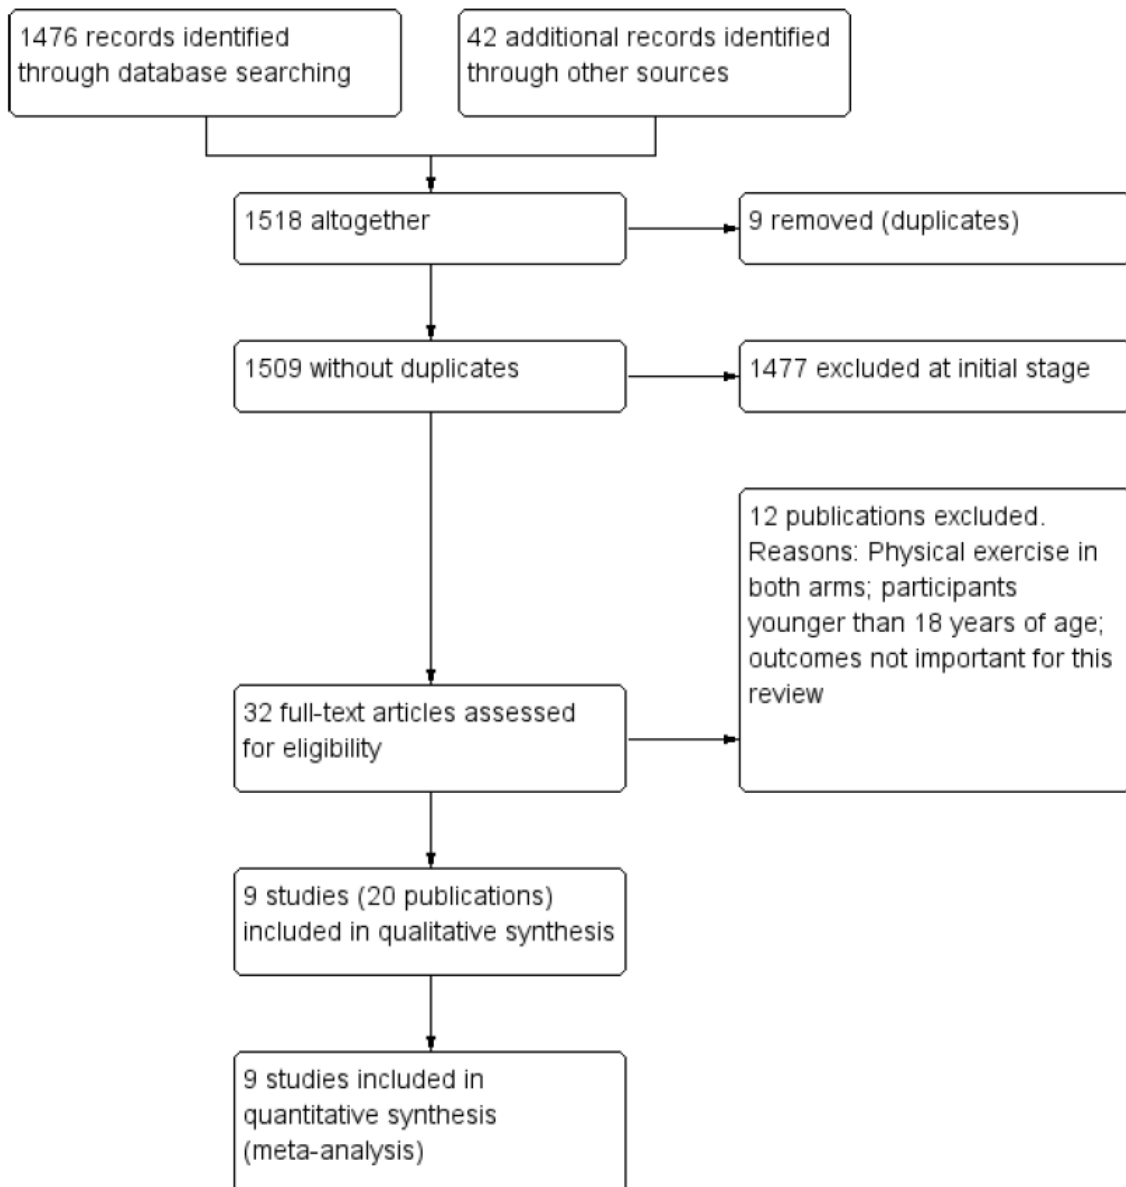 1476 records identified
through database searching
42 additional records identified
through other sources
1518 altogether
9 removed (duplicates)
1509 without duplicates
1477 excluded at initial stage
12 publications excluded.
Reasons: Physical exercise in
both arms; participants
younger than 18 years of age;
outcomes not important for this
review
32 full-text articles assessed
for eligibility
9 studies (20 publications)
included in qualitative synthesis
9 studies included in
quantitative synthesis
(meta-analysis)